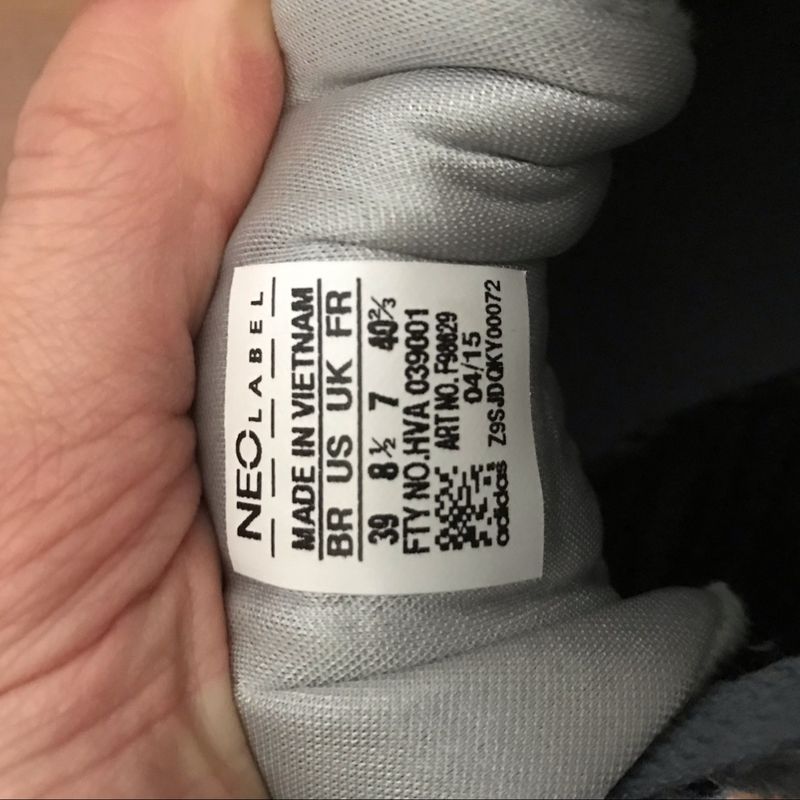 NEO LABEL
MADE IN VIETNAM
BR US UK FR
39 8½ 7 40⅔
FTY NO.HVA 039001
ART NO. F98629
04/15
adidas Z9SJDQKY00072